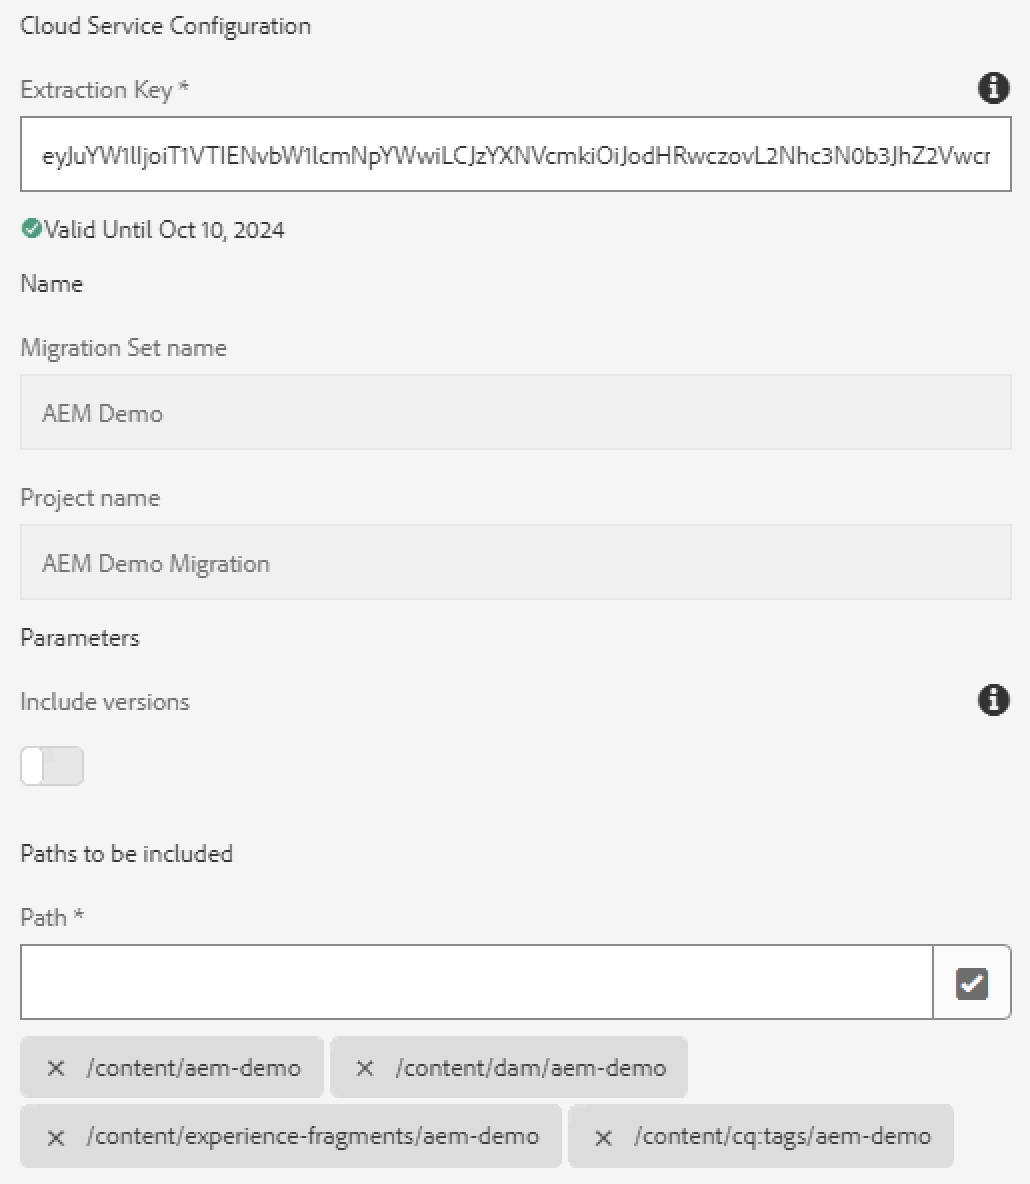 Cloud Service Configuration
Extraction Key *
eyJuYW1lIjoiT1VTIENvbW1lcmNpYWwiLCJzYXNVcmkiOiJodHRwczovL2Nhc3N0b3JhZ2Vwcr
Valid Until Oct 10, 2024
Name
Migration Set name
AEM Demo
Project name
AEM Demo Migration
Parameters
Include versions
Paths to be included
Path *
/content/aem-demo /content/dam/aem-demo
/content/experience-fragments/aem-demo /content/cq:tags/aem-demo